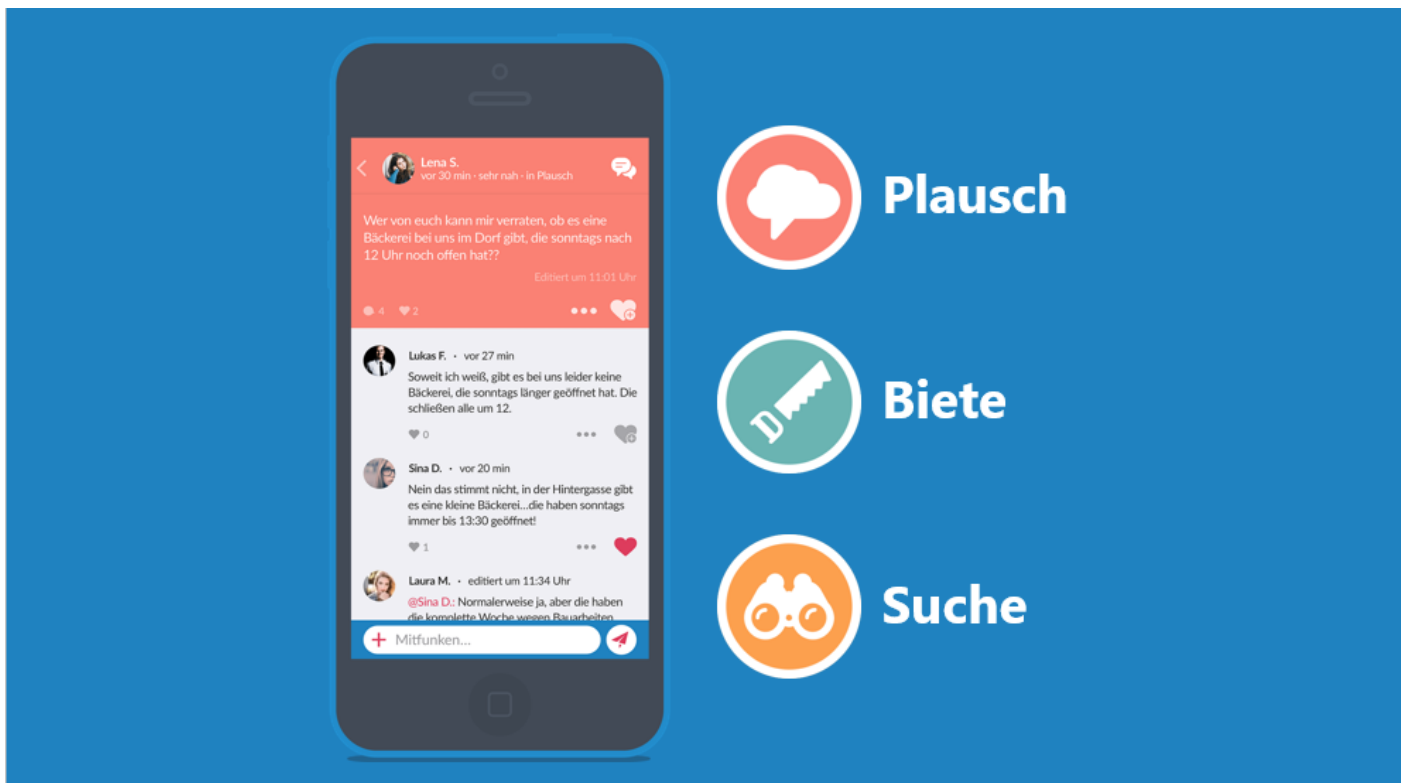 Lena S.
vor 30 min - sehr nah - in Plausch
Wer von euch kann mir verraten, ob es eine
Bäckerei bei uns im Dorf gibt, die sonntags nach
12 Uhr noch offen hat??
Editiert um 11:01 Uhr
4 2
Lukas F. · vor 27 min
Soweit ich weiß, gibt es bei uns leider keine
Bäckerei, die sonntags länger geöffnet hat. Die
schließen alle um 12.
0
Sina D. · vor 20 min
Nein das stimmt nicht, in der Hintergasse gibt
es eine kleine Bäckerei...die haben sonntags
immer bis 13:30 geöffnet!
1
Laura M. · editiert um 11:34 Uhr
@Sina D.: Normalerweise ja, aber die haben
die komplette Woche wegen Bauarbeiten
Mitfunken...
Plausch
Biete
Suche